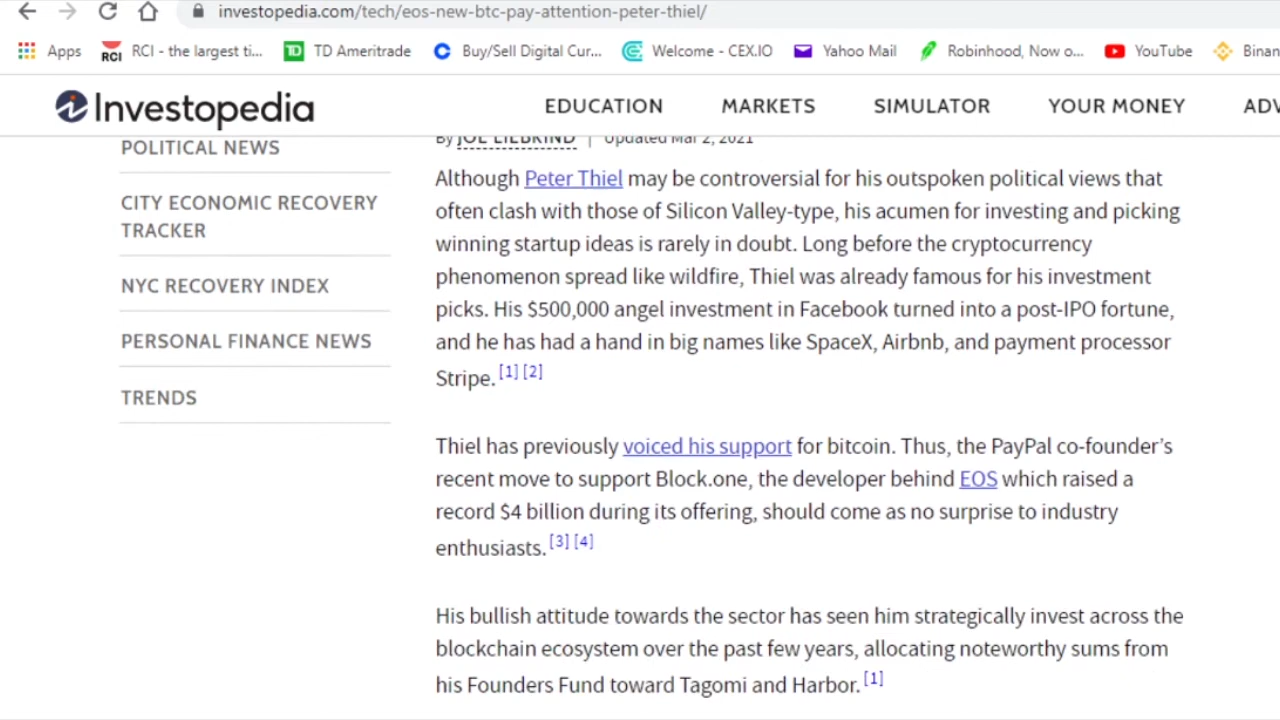 investopedia.com/tech/eos-new-btc-pay-attention-peter-thiel/
Apps RCI RCI - the largest ti... TD TD Ameritrade Buy/Sell Digital Cur... Welcome - CEX.IO Yahoo Mail Robinhood, Now o... YouTube Binan
Investopedia EDUCATION MARKETS SIMULATOR YOUR MONEY ADV
By JOE LIEBKIND | Updated Mar 2, 2021
POLITICAL NEWS
CITY ECONOMIC RECOVERY
TRACKER
NYC RECOVERY INDEX
PERSONAL FINANCE NEWS
TRENDS
Although Peter Thiel may be controversial for his outspoken political views that
often clash with those of Silicon Valley-type, his acumen for investing and picking
winning startup ideas is rarely in doubt. Long before the cryptocurrency
phenomenon spread like wildfire, Thiel was already famous for his investment
picks. His $500,000 angel investment in Facebook turned into a post-IPO fortune,
and he has had a hand in big names like SpaceX, Airbnb, and payment processor
Stripe. [1] [2]
Thiel has previously voiced his support for bitcoin. Thus, the PayPal co-founder’s
recent move to support Block.one, the developer behind EOS which raised a
record $4 billion during its offering, should come as no surprise to industry
enthusiasts. [3] [4]
His bullish attitude towards the sector has seen him strategically invest across the
blockchain ecosystem over the past few years, allocating noteworthy sums from
his Founders Fund toward Tagomi and Harbor. [1]